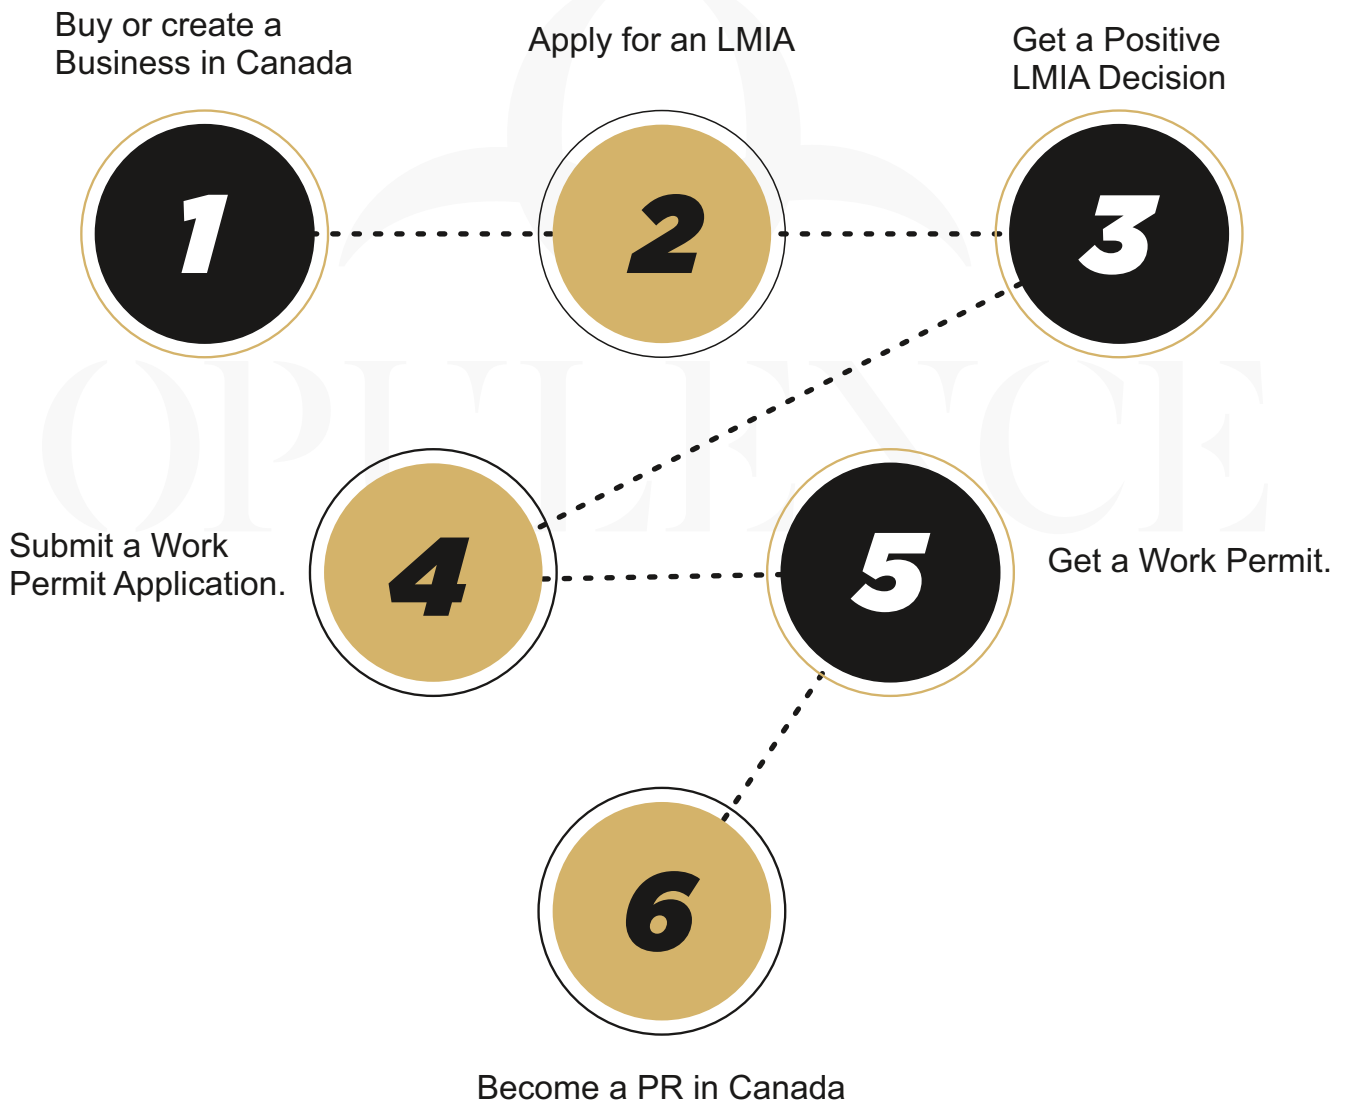 Buy or create a
Business in Canada
Apply for an LMIA
Get a Positive
LMIA Decision
1
2
3
OPULENCE
Submit a Work
Permit Application.
4
5
Get a Work Permit.
6
Become a PR in Canada